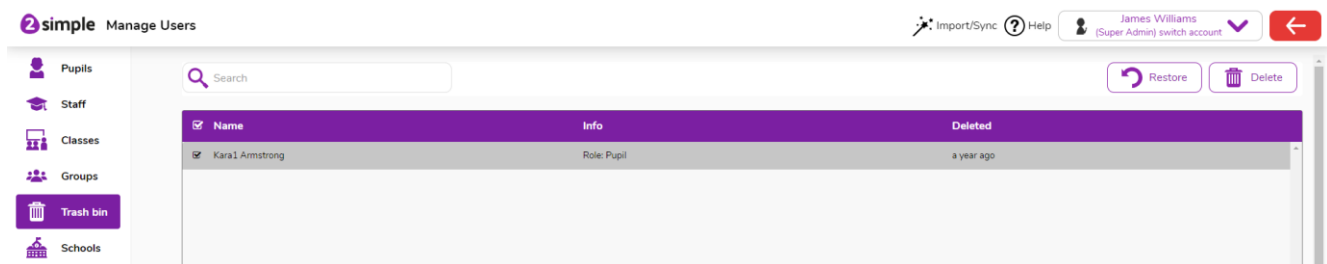 2simple Manage Users
Import/Sync ? Help James Williams
(Super Admin) switch account
Pupils
Staff
Classes
Groups
Trash bin
Schools
Search
Restore Delete
Name Info Deleted
Kara1 Armstrong Role: Pupil a year ago